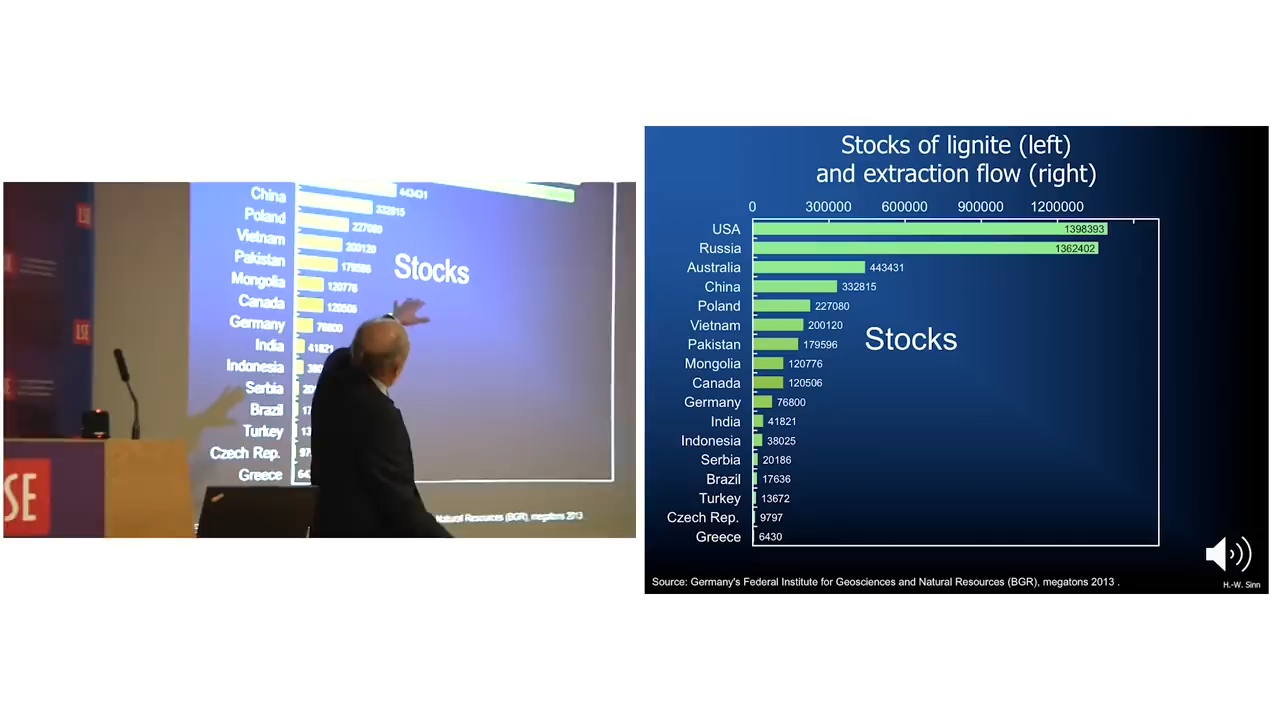 China
443431
Poland
332815
Vietnam
227080
Pakistan
200120
Mongolia
179596
Canada
120776
Germany
120506
India
76800
Indonesia
41821
Serbia
Brazil
Turkey
Czech Rep.
Greece
Stocks
Natural Resources (BGR), megatons 2013
LSE
LSE
SE
Stocks of lignite (left)
and extraction flow (right)
0 300000 600000 900000 1200000
USA 1398393
Russia 1362402
Australia 443431
China 332815
Poland 227080
Vietnam 200120
Pakistan 179596
Mongolia 120776
Canada 120506
Germany 76800
India 41821
Indonesia 38025
Serbia 20186
Brazil 17636
Turkey 13672
Czech Rep. 9797
Greece 6430
Stocks
Source: Germany's Federal Institute for Geosciences and Natural Resources (BGR), megatons 2013 .
H.-W. Sinn